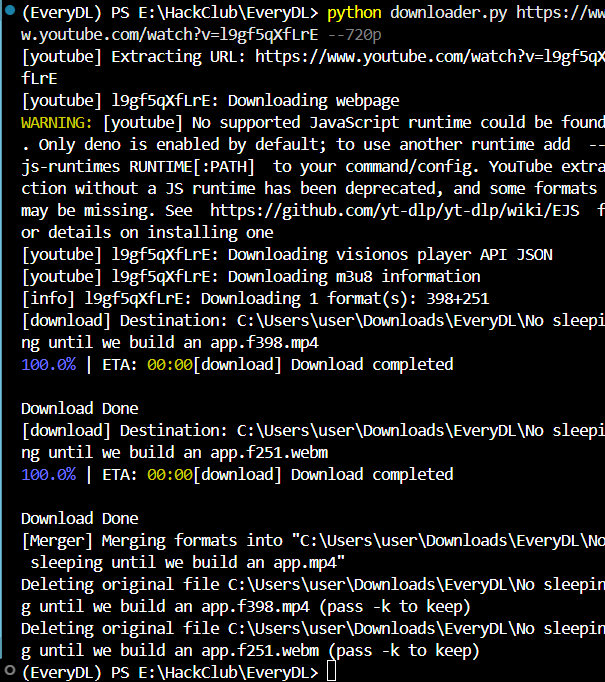 (EveryDL) PS E:\HackClub\EveryDL> python downloader.py https://ww
w.youtube.com/watch?v=l9gf5qXfLrE --720p
[youtube] Extracting URL: https://www.youtube.com/watch?v=l9gf5qX
fLrE
[youtube] l9gf5qXfLrE: Downloading webpage
WARNING: [youtube] No supported JavaScript runtime could be found
. Only deno is enabled by default; to use another runtime add  --
js-runtimes RUNTIME[:PATH]  to your command/config. YouTube extra
ction without a JS runtime has been deprecated, and some formats
may be missing. See  https://github.com/yt-dlp/yt-dlp/wiki/EJS  f
or details on installing one
[youtube] l9gf5qXfLrE: Downloading visionos player API JSON
[youtube] l9gf5qXfLrE: Downloading m3u8 information
[info] l9gf5qXfLrE: Downloading 1 format(s): 398+251
[download] Destination: C:\Users\user\Downloads\EveryDL\No sleepi
ng until we build an app.f398.mp4
100.0% | ETA: 00:00[download] Download completed

Download Done
[download] Destination: C:\Users\user\Downloads\EveryDL\No sleepi
ng until we build an app.f251.webm
100.0% | ETA: 00:00[download] Download completed

Download Done
[Merger] Merging formats into "C:\Users\user\Downloads\EveryDL\No
 sleeping until we build an app.mp4"
Deleting original file C:\Users\user\Downloads\EveryDL\No sleepin
g until we build an app.f398.mp4 (pass -k to keep)
Deleting original file C:\Users\user\Downloads\EveryDL\No sleepin
g until we build an app.f251.webm (pass -k to keep)
(EveryDL) PS E:\HackClub\EveryDL>